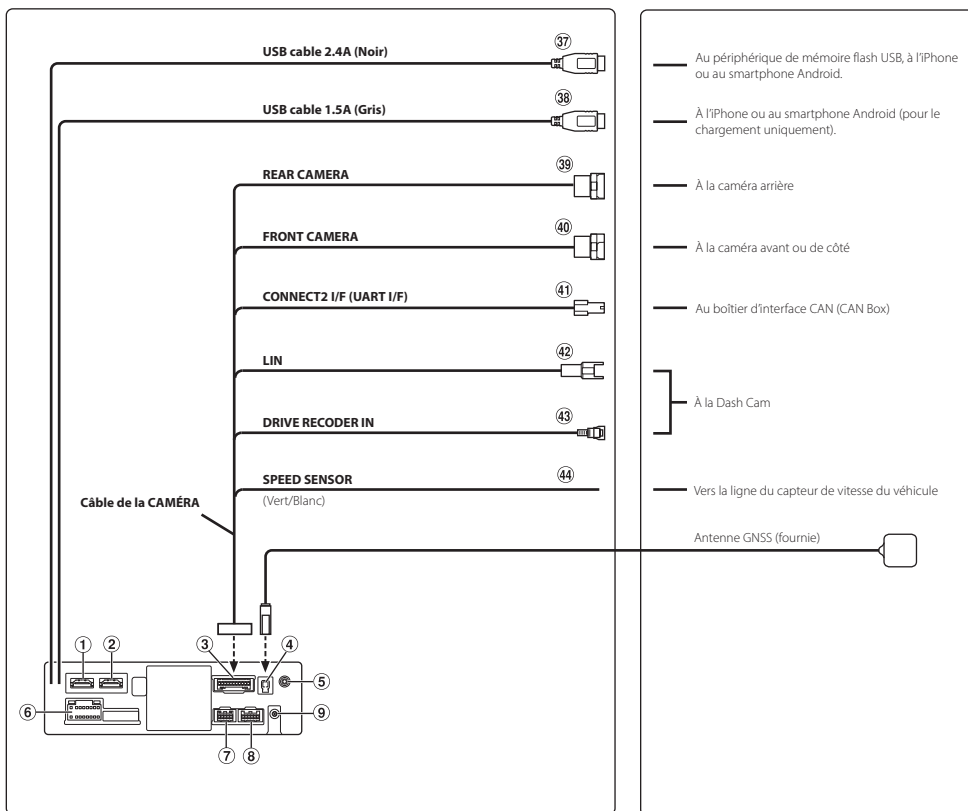 USB cable 2.4A (Noir)
㊲
Au périphérique de mémoire flash USB, à l’iPhone
ou au smartphone Android.
USB cable 1.5A (Gris)
㊳
À l’iPhone ou au smartphone Android (pour le
chargement uniquement).
REAR CAMERA
㊴
À la caméra arrière
FRONT CAMERA
㊵
À la caméra avant ou de côté
CONNECT2 I/F (UART I/F)
㊶
Au boîtier d’interface CAN (CAN Box)
LIN
㊷
À la Dash Cam
DRIVE RECODER IN
㊸
SPEED SENSOR
(Vert/Blanc)
㊹
Vers la ligne du capteur de vitesse du véhicule
Câble de la CAMÉRA
Antenne GNSS (fournie)
①
②
③
④
⑤
⑥
⑦
⑧
⑨